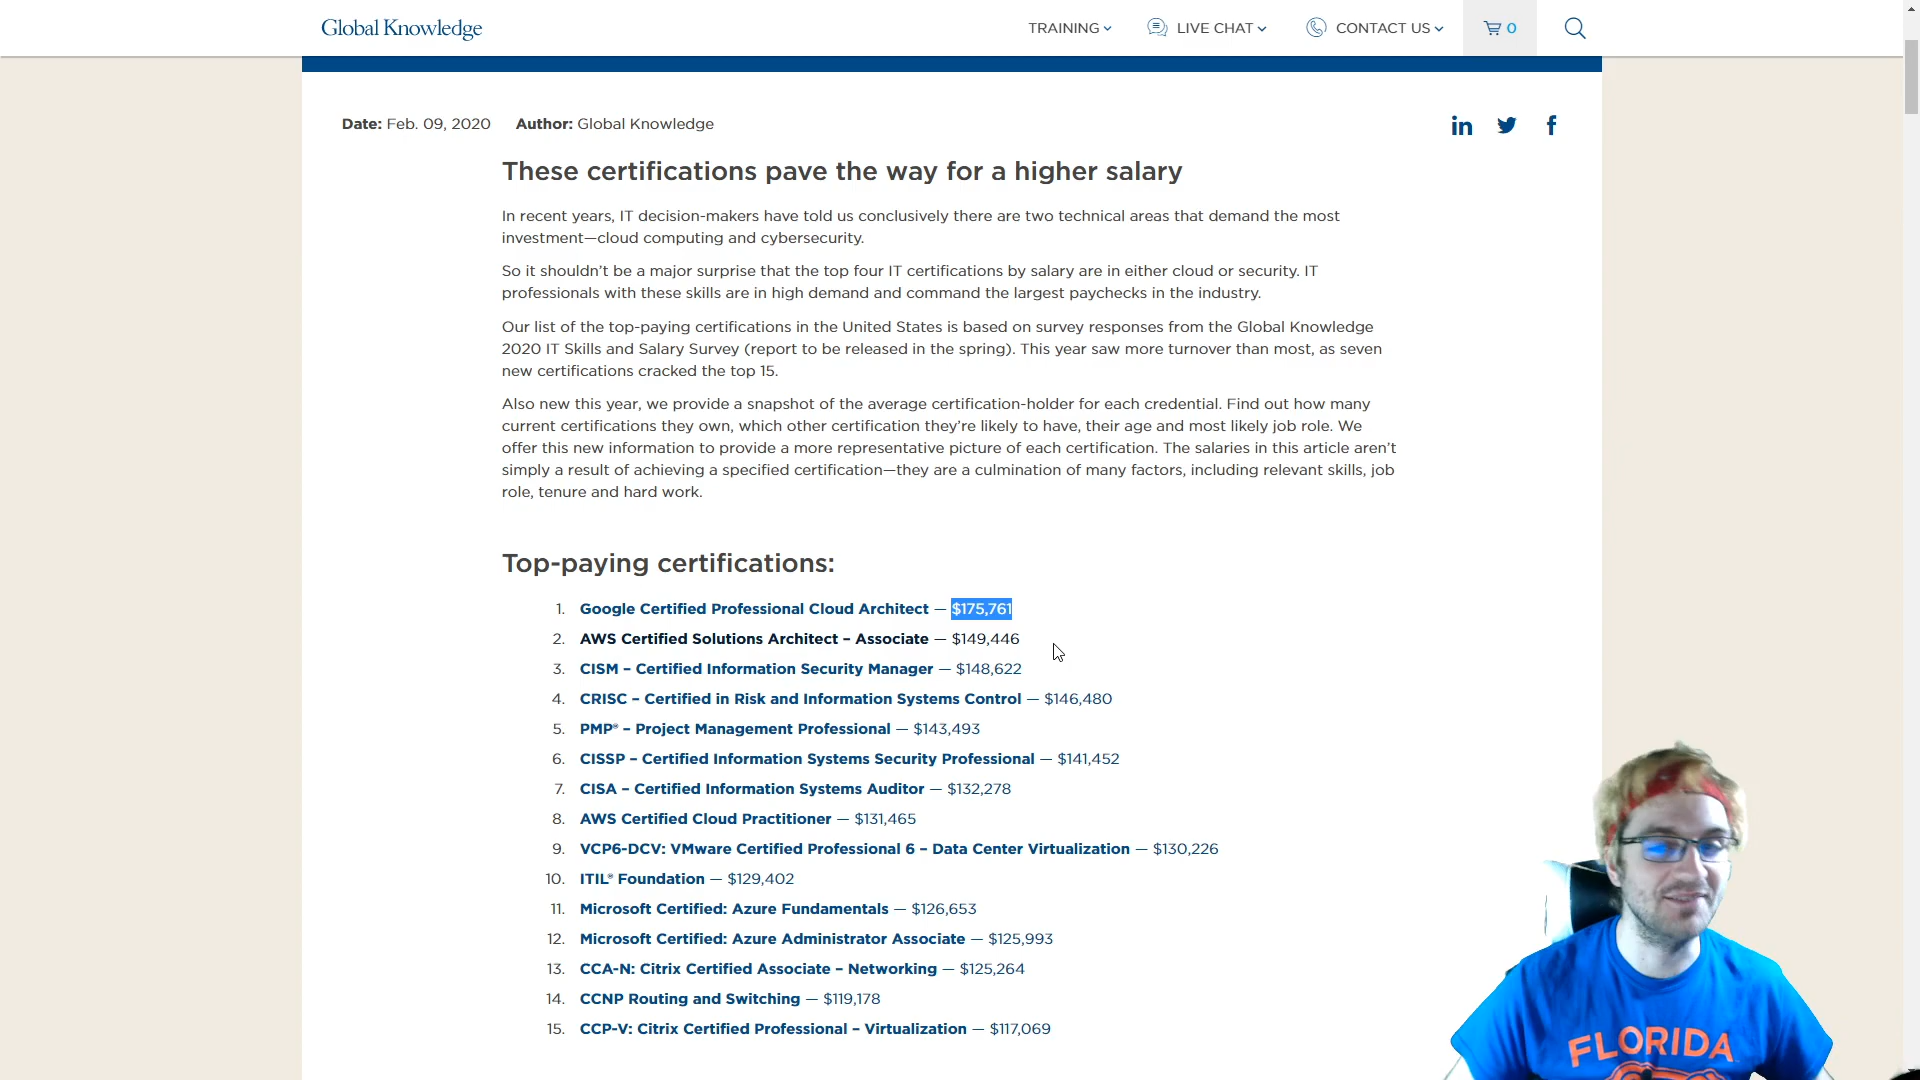 Global Knowledge
TRAINING
LIVE CHAT
CONTACT US
0
Date: Feb. 09, 2020 Author: Global Knowledge
These certifications pave the way for a higher salary
In recent years, IT decision-makers have told us conclusively there are two technical areas that demand the most
investment—cloud computing and cybersecurity.
So it shouldn't be a major surprise that the top four IT certifications by salary are in either cloud or security. IT
professionals with these skills are in high demand and command the largest paychecks in the industry.
Our list of the top-paying certifications in the United States is based on survey responses from the Global Knowledge
2020 IT Skills and Salary Survey (report to be released in the spring). This year saw more turnover than most, as seven
new certifications cracked the top 15.
Also new this year, we provide a snapshot of the average certification-holder for each credential. Find out how many
current certifications they own, which other certification they're likely to have, their age and most likely job role. We
offer this new information to provide a more representative picture of each certification. The salaries in this article aren't
simply a result of achieving a specified certification—they are a culmination of many factors, including relevant skills, job
role, tenure and hard work.
Top-paying certifications:
1. Google Certified Professional Cloud Architect — $175,761
2. AWS Certified Solutions Architect – Associate — $149,446
3. CISM – Certified Information Security Manager — $148,622
4. CRISC – Certified in Risk and Information Systems Control — $146,480
5. PMP® – Project Management Professional — $143,493
6. CISSP – Certified Information Systems Security Professional — $141,452
7. CISA – Certified Information Systems Auditor — $132,278
8. AWS Certified Cloud Practitioner — $131,465
9. VCP6-DCV: VMware Certified Professional 6 – Data Center Virtualization — $130,226
10. ITIL® Foundation — $129,402
11. Microsoft Certified: Azure Fundamentals — $126,653
12. Microsoft Certified: Azure Administrator Associate — $125,993
13. CCA-N: Citrix Certified Associate – Networking — $125,264
14. CCNP Routing and Switching — $119,178
15. CCP-V: Citrix Certified Professional – Virtualization — $117,069
FLORIDA